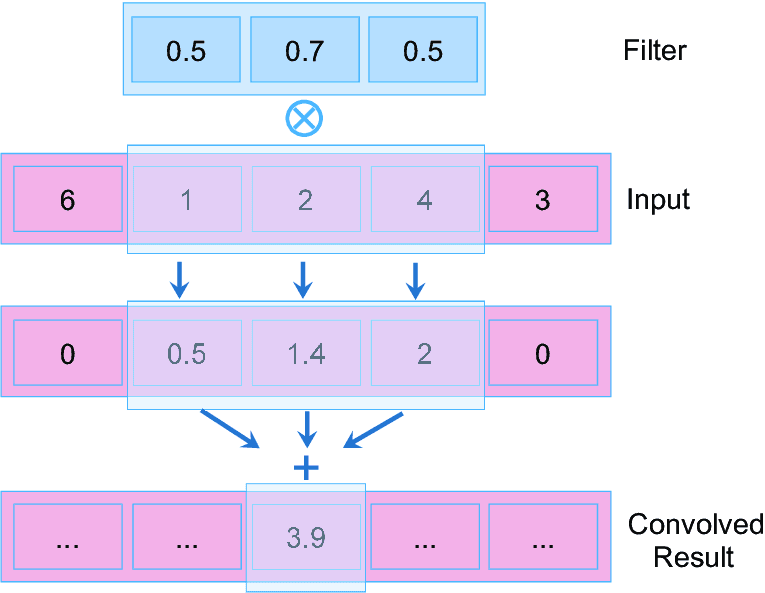 0.5 0.7 0.5 Filter
6 1 2 4 3 Input
0 0.5 1.4 2 0
+
... ... 3.9 ... ... Convolved
Result